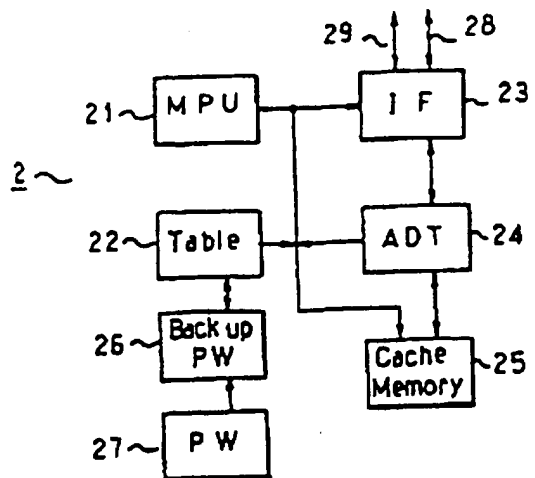 29
28
21
MPU
IF
23
2
22
Table
ADT
24
26
Back up
PW
Cache
Memory
25
27
PW